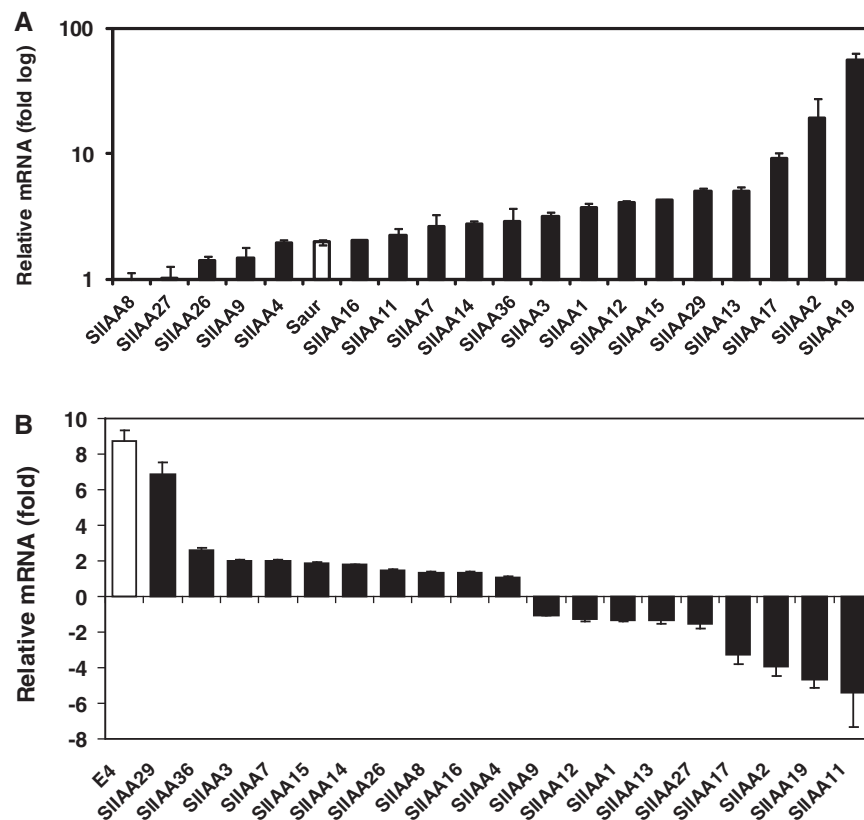 A
Relative mRNA (fold log)
100
10
1
SlIAA8
SlIAA27
SlIAA26
SlIAA9
SlIAA4
Saur
SlIAA16
SlIAA11
SlIAA7
SlIAA14
SlIAA36
SlIAA3
SlIAA1
SlIAA12
SlIAA15
SlIAA29
SlIAA13
SlIAA17
SlIAA2
SlIAA19
B
Relative mRNA (fold)
10
8
6
4
2
0
-2
-4
-6
-8
E4
SlIAA29
SlIAA36
SlIAA3
SlIAA7
SlIAA15
SlIAA14
SlIAA26
SlIAA8
SlIAA16
SlIAA4
SlIAA9
SlIAA12
SlIAA1
SlIAA13
SlIAA27
SlIAA17
SlIAA2
SlIAA19
SlIAA11